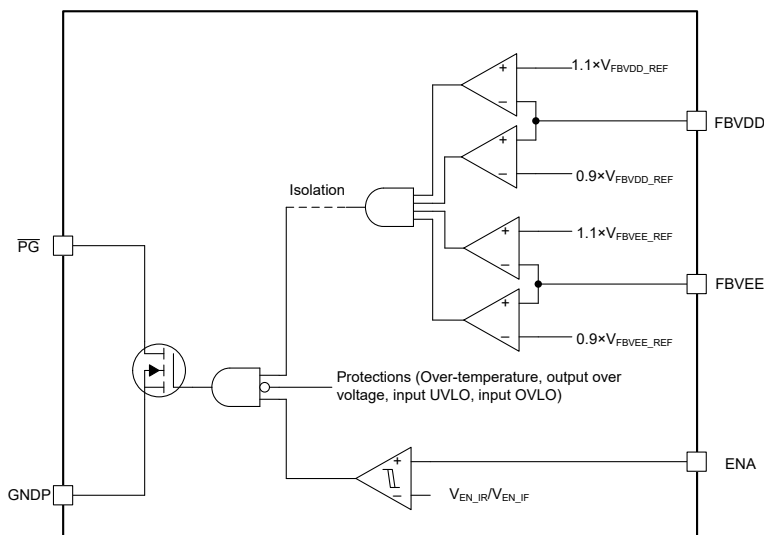 +
1.1×VFBVDD_REF
−
FBVDD
+
0.9×VFBVDD_REF
−
Isolation
+
1.1×VFBVEE_REF
PG
−
FBVEE
+
0.9×VFBVEE_REF
−
Protections (Over-temperature, output over
voltage, input UVLO, input OVLO)
+
ENA
GNDP
−
VEN_IR/VEN_IF